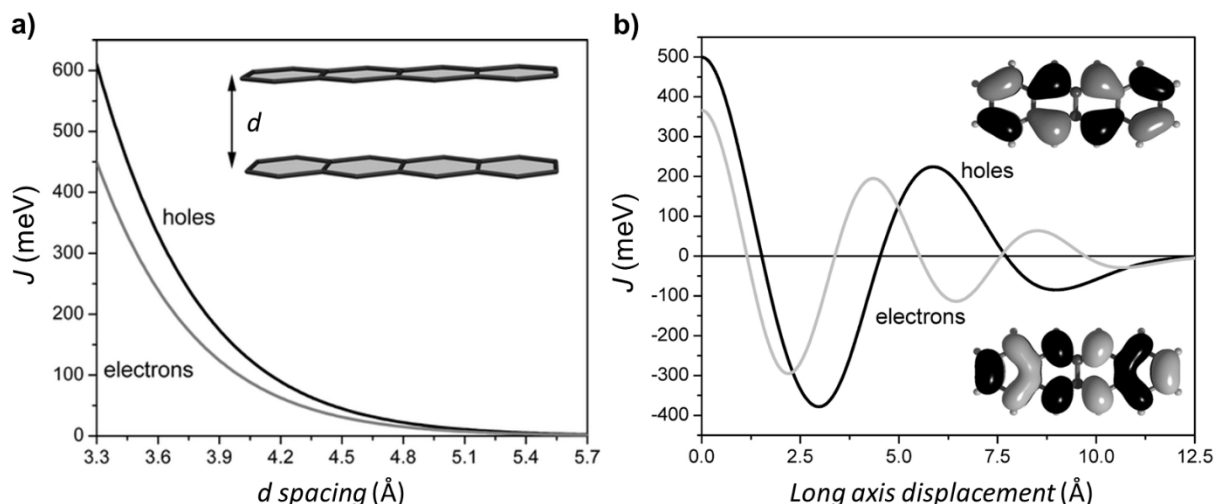 a)
600
500
400
300
200
100
0
J (meV)
d
holes
electrons
3.3 3.6 3.9 4.2 4.5 4.8 5.1 5.4 5.7
d spacing (Å)
b)
500
400
300
200
100
0
-100
-200
-300
-400
J (meV)
holes
electrons
0.0 2.5 5.0 7.5 10.0 12.5
Long axis displacement (Å)